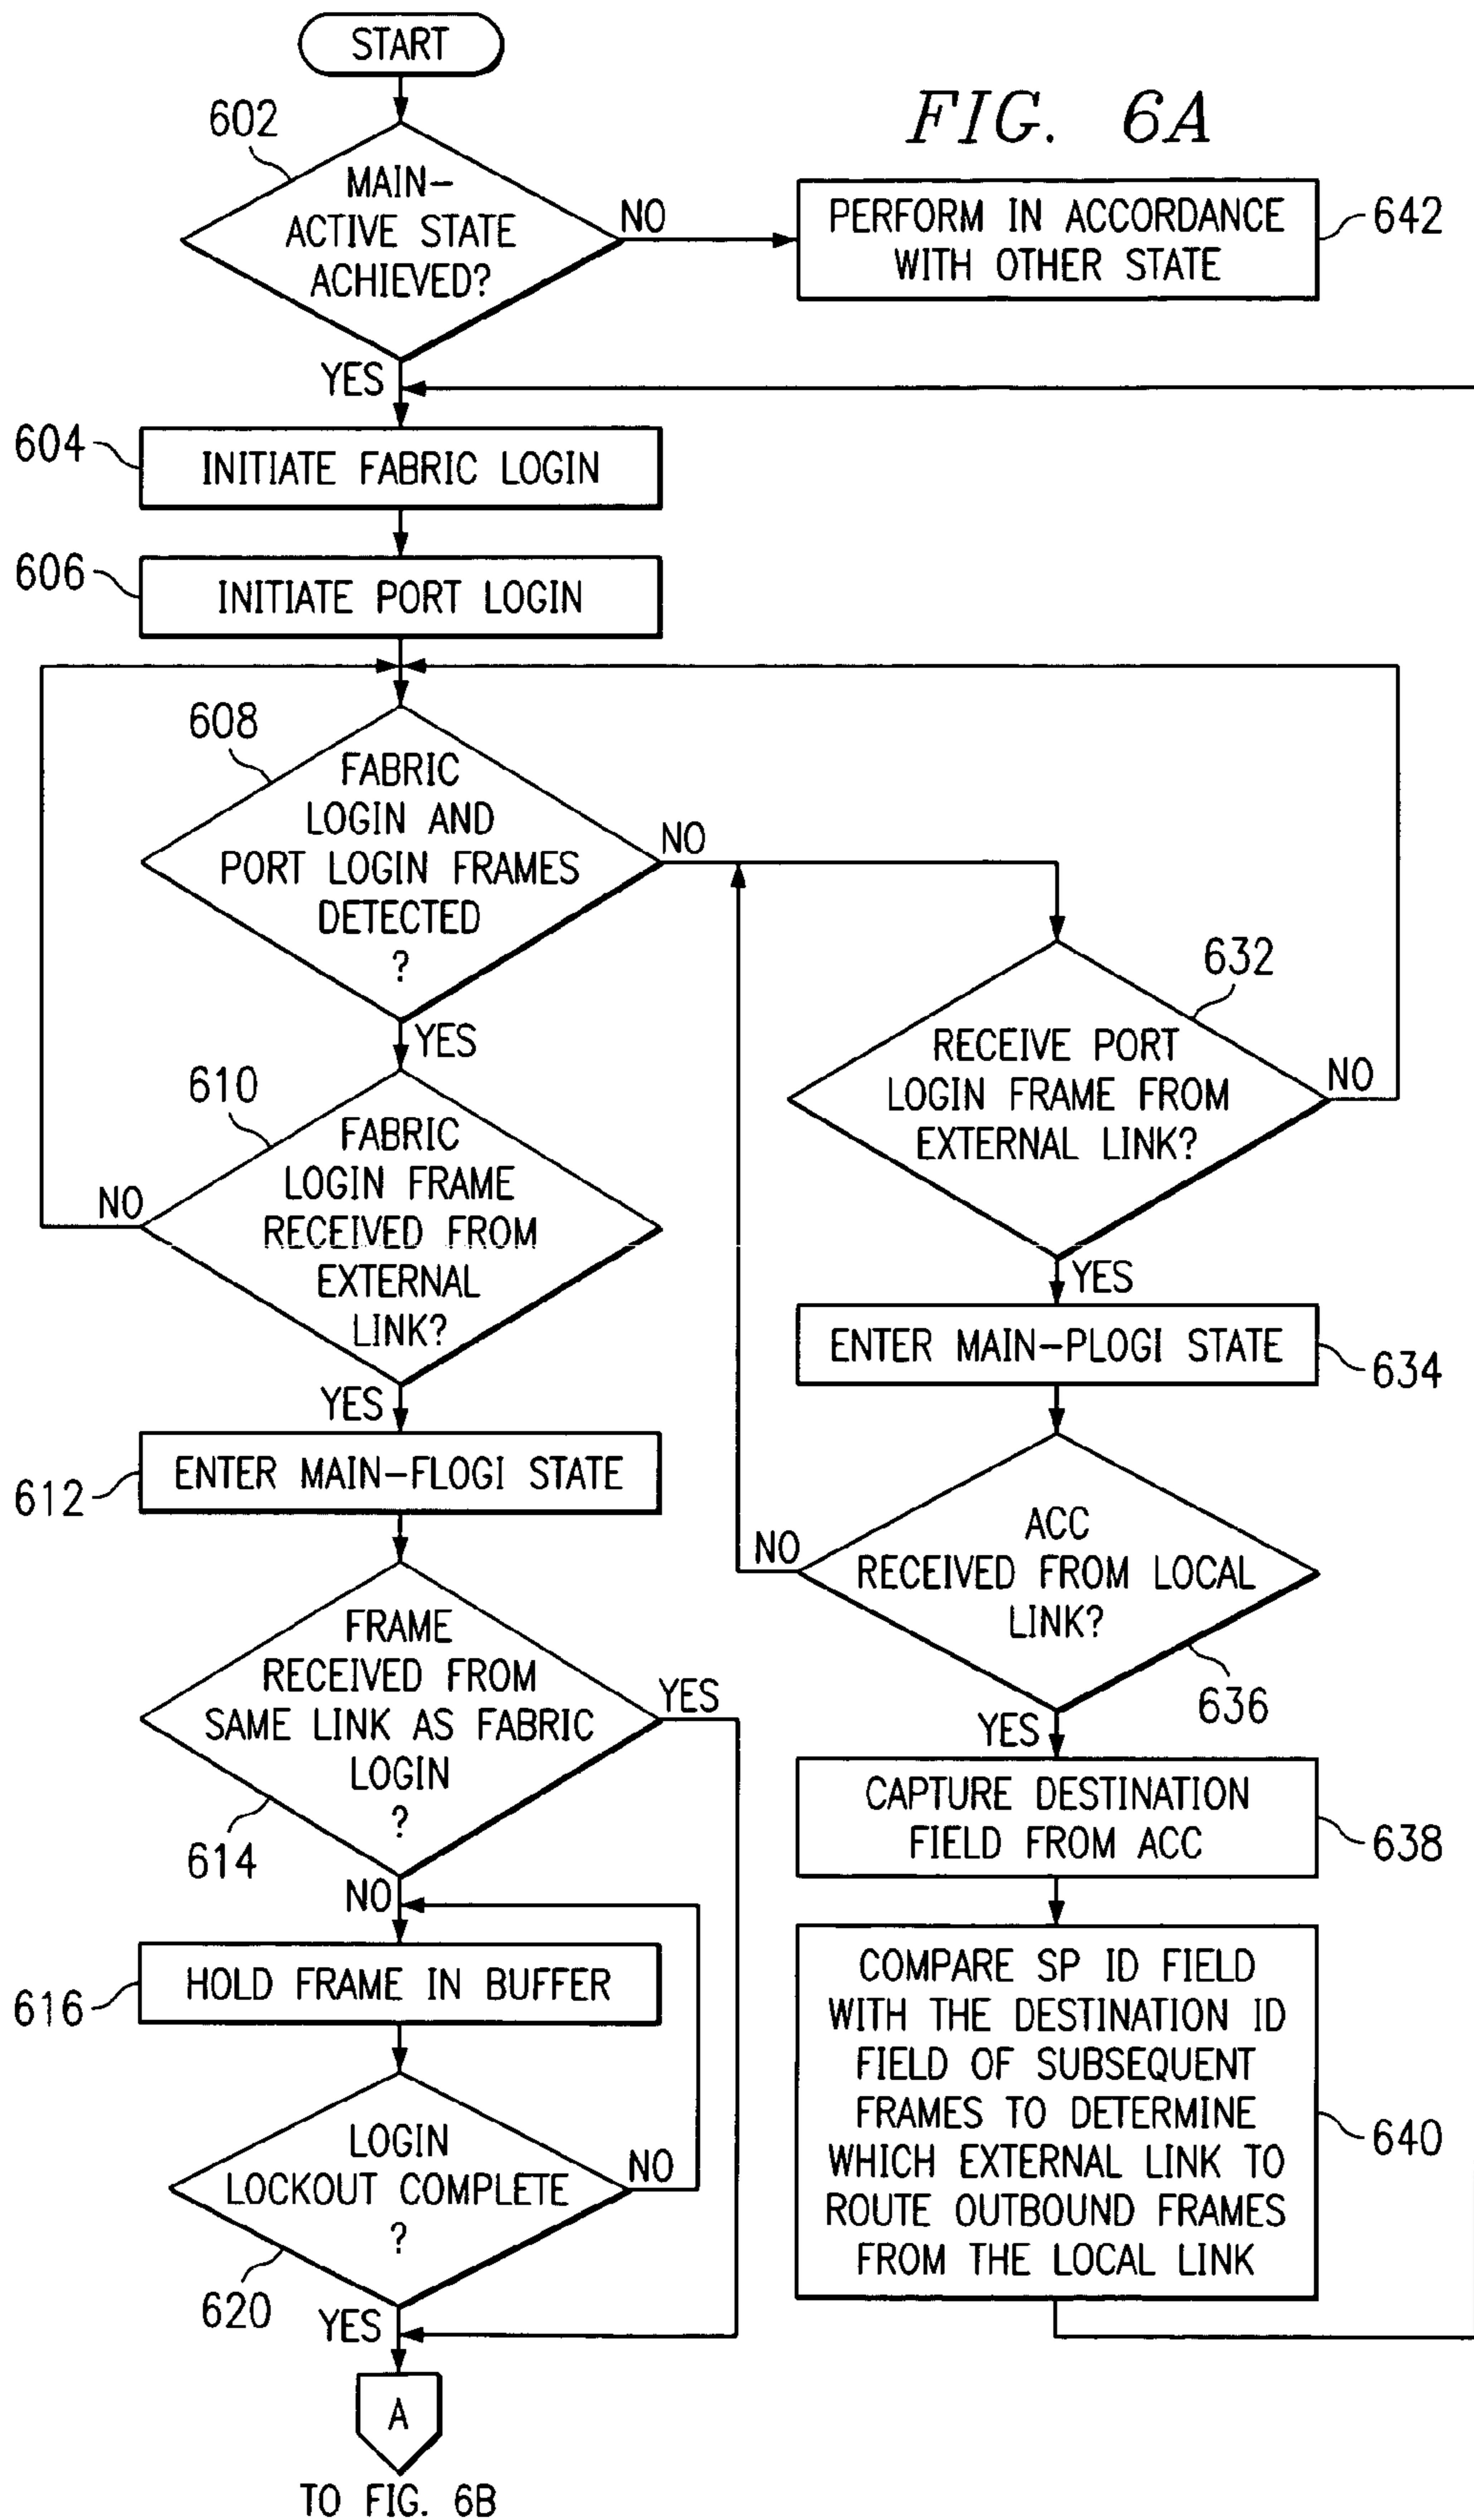 START
FIG. 6A
602
MAIN-
ACTIVE STATE
ACHIEVED?
NO
PERFORM IN ACCORDANCE
WITH OTHER STATE
642
YES
604
INITIATE FABRIC LOGIN
606
INITIATE PORT LOGIN
608
FABRIC
LOGIN AND
PORT LOGIN FRAMES
DETECTED
?
NO
YES
632
RECEIVE PORT
LOGIN FRAME FROM
EXTERNAL LINK?
NO
YES
610
FABRIC
LOGIN FRAME
RECEIVED FROM
EXTERNAL
LINK?
NO
YES
ENTER MAIN-PLOGI STATE
634
612
ENTER MAIN-FLOGI STATE
ACC
RECEIVED FROM LOCAL
LINK?
NO
636
YES
FRAME
RECEIVED FROM
SAME LINK AS FABRIC
LOGIN
?
YES
614
NO
CAPTURE DESTINATION
FIELD FROM ACC
638
616
HOLD FRAME IN BUFFER
COMPARE SP ID FIELD
WITH THE DESTINATION ID
FIELD OF SUBSEQUENT
FRAMES TO DETERMINE
WHICH EXTERNAL LINK TO
ROUTE OUTBOUND FRAMES
FROM THE LOCAL LINK
640
LOGIN
LOCKOUT COMPLETE
?
NO
620
YES
A
TO FIG. 6B